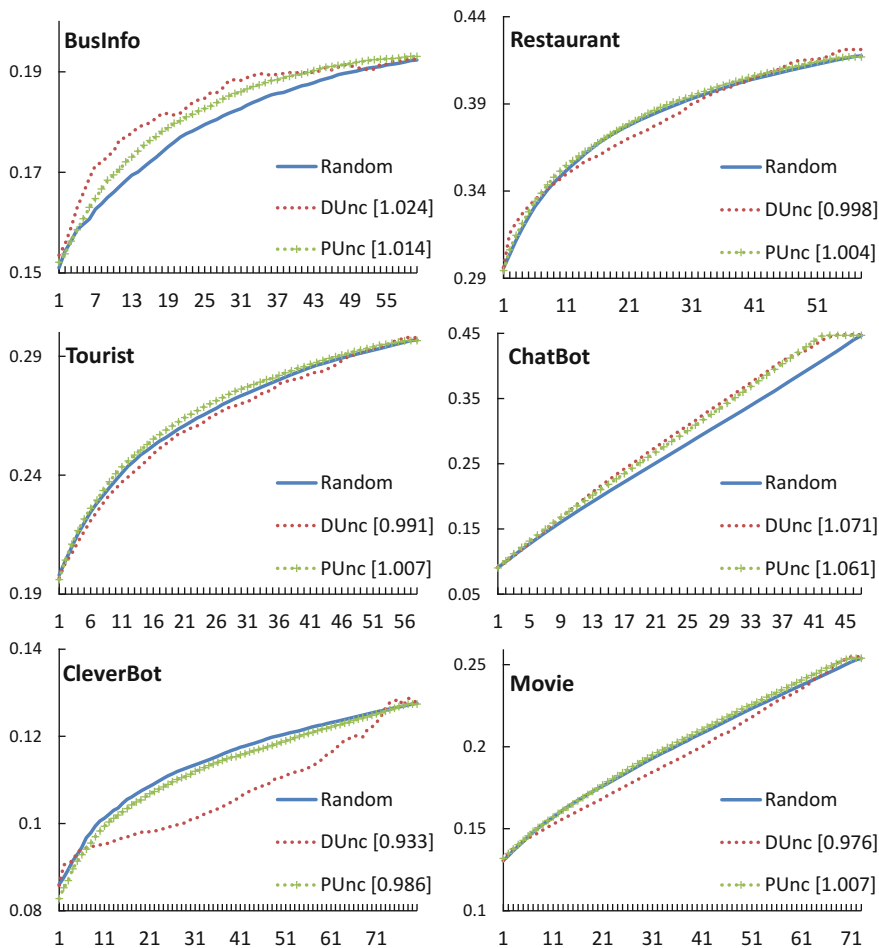 BusInfo
0.19
0.17
0.15
Random
DUnc [1.024]
PUnc [1.014]
1 7 13 19 25 31 37 43 49 55
Restaurant
0.44
0.39
0.34
0.29
Random
DUnc [0.998]
PUnc [1.004]
1 11 21 31 41 51
Tourist
0.29
0.24
0.19
Random
DUnc [0.991]
PUnc [1.007]
1 6 11 16 21 26 31 36 41 46 51 56
ChatBot
0.45
0.35
0.25
0.15
0.05
Random
DUnc [1.071]
PUnc [1.061]
1 5 9 13 17 21 25 29 33 37 41 45
CleverBot
0.14
0.12
0.1
0.08
Random
DUnc [0.933]
PUnc [0.986]
1 11 21 31 41 51 61 71
Movie
0.25
0.2
0.15
0.1
Random
DUnc [0.976]
PUnc [1.007]
1 11 21 31 41 51 61 71